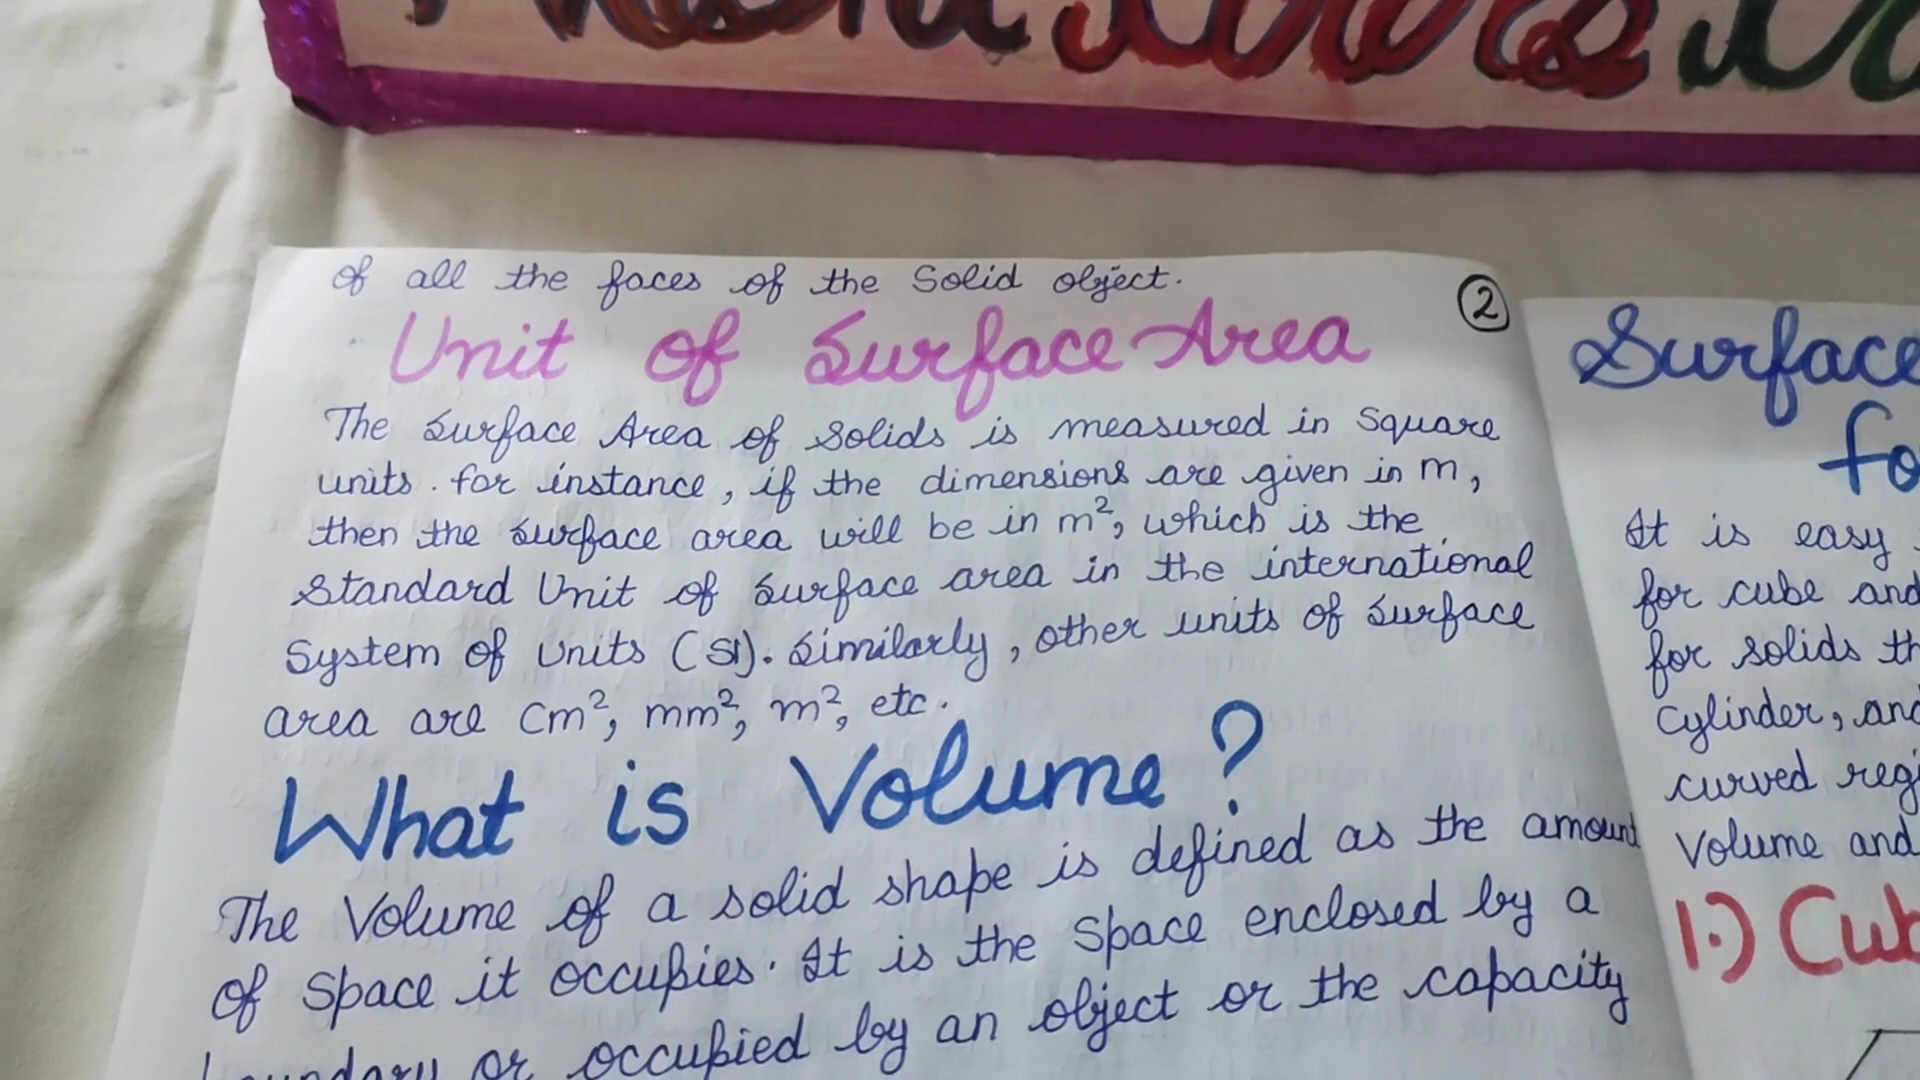 of all the faces of the Solid object.
2
Unit of Surface Area
The Surface Area of Solids is measured in Square
units. for instance, if the dimensions are given in m,
then the surface area will be in m², which is the
Standard Unit of Surface area in the international
System of Units (SI). Similarly, other units of surface
area are Cm², mm², m², etc.
What is Volume?
The Volume of a solid shape is defined as the amount
of Space it occupies. It is the Space enclosed by a
or occupied by an object or the capacity
Surface
It is easy
for cube and
for solids
Cylinder, and
curved
Volume and
1.)